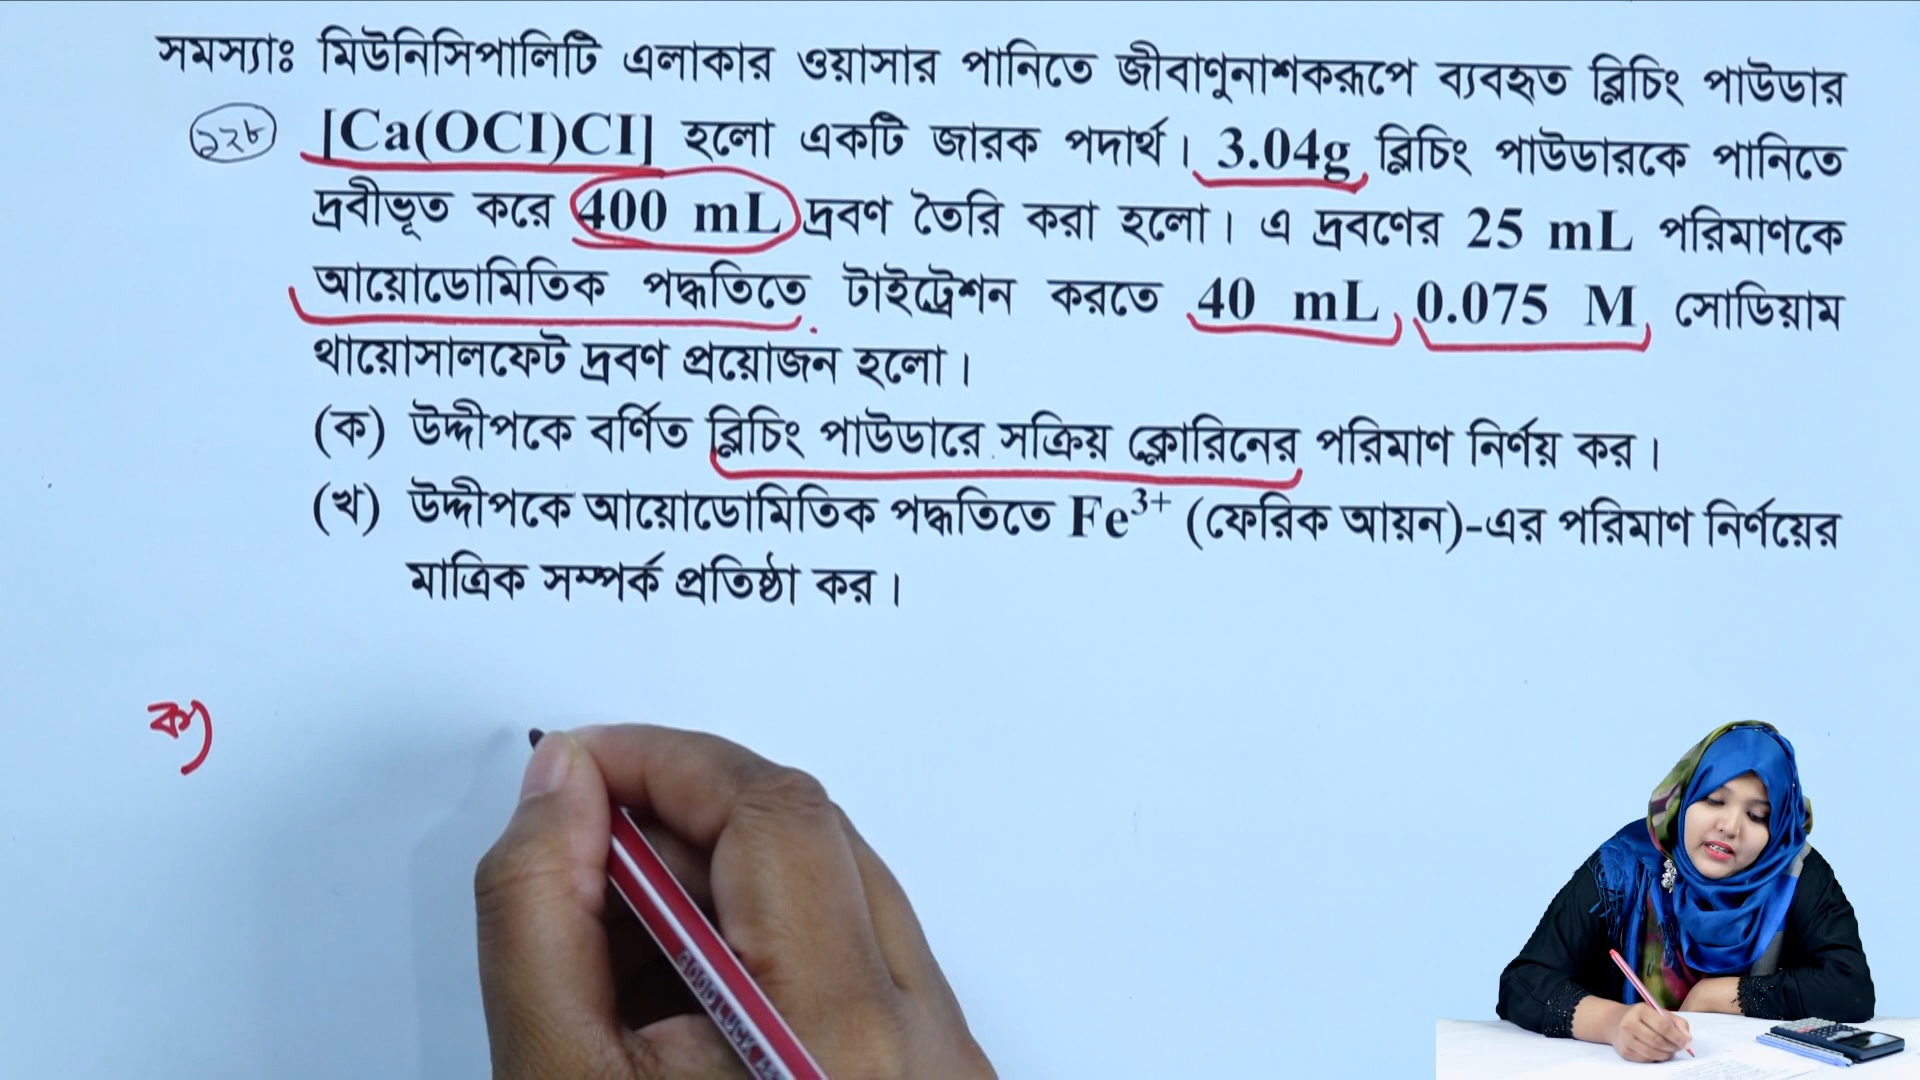 সমস্যাঃ মিউনিসিপালিটি এলাকার ওয়াসার পানিতে জীবাণুনাশকরূপে ব্যবহৃত ব্লিচিং পাউডার
১২৮ [Ca(OCI)CI] হলো একটি জারক পদার্থ। 3.04g ব্লিচিং পাউডারকে পানিতে
দ্রবীভূত করে 400 mL দ্রবণ তৈরি করা হলো। এ দ্রবণের 25 mL পরিমাণকে
আয়োডোমিতিক পদ্ধতিতে টাইট্রেশন করতে 40 mL, 0.075 M সোডিয়াম
থায়োসালফেট দ্রবণ প্রয়োজন হলো।
(ক) উদ্দীপকে বর্ণিত ব্লিচিং পাউডারে সক্রিয় ক্লোরিনের পরিমাণ নির্ণয় কর।
(খ) উদ্দীপকে আয়োডোমিতিক পদ্ধতিতে Fe³⁺ (ফেরিক আয়ন)-এর পরিমাণ নির্ণয়ের
মাত্রিক সম্পর্ক প্রতিষ্ঠা কর।
ক)